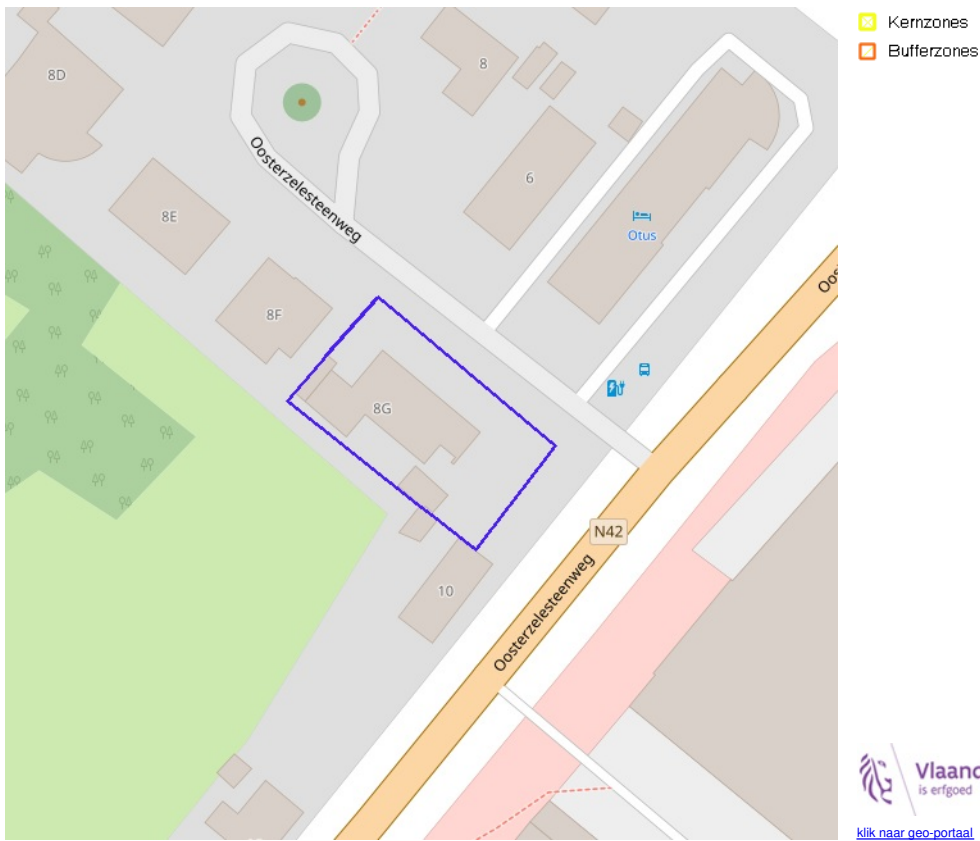 Kernzones
Bufferzones
8D
8
Oosterzelesteenweg
6
8E
Otus
8F
8G
N42
10
Oosterzelesteenweg
Vlaand
is erfgoed
klik naar geo-portaal